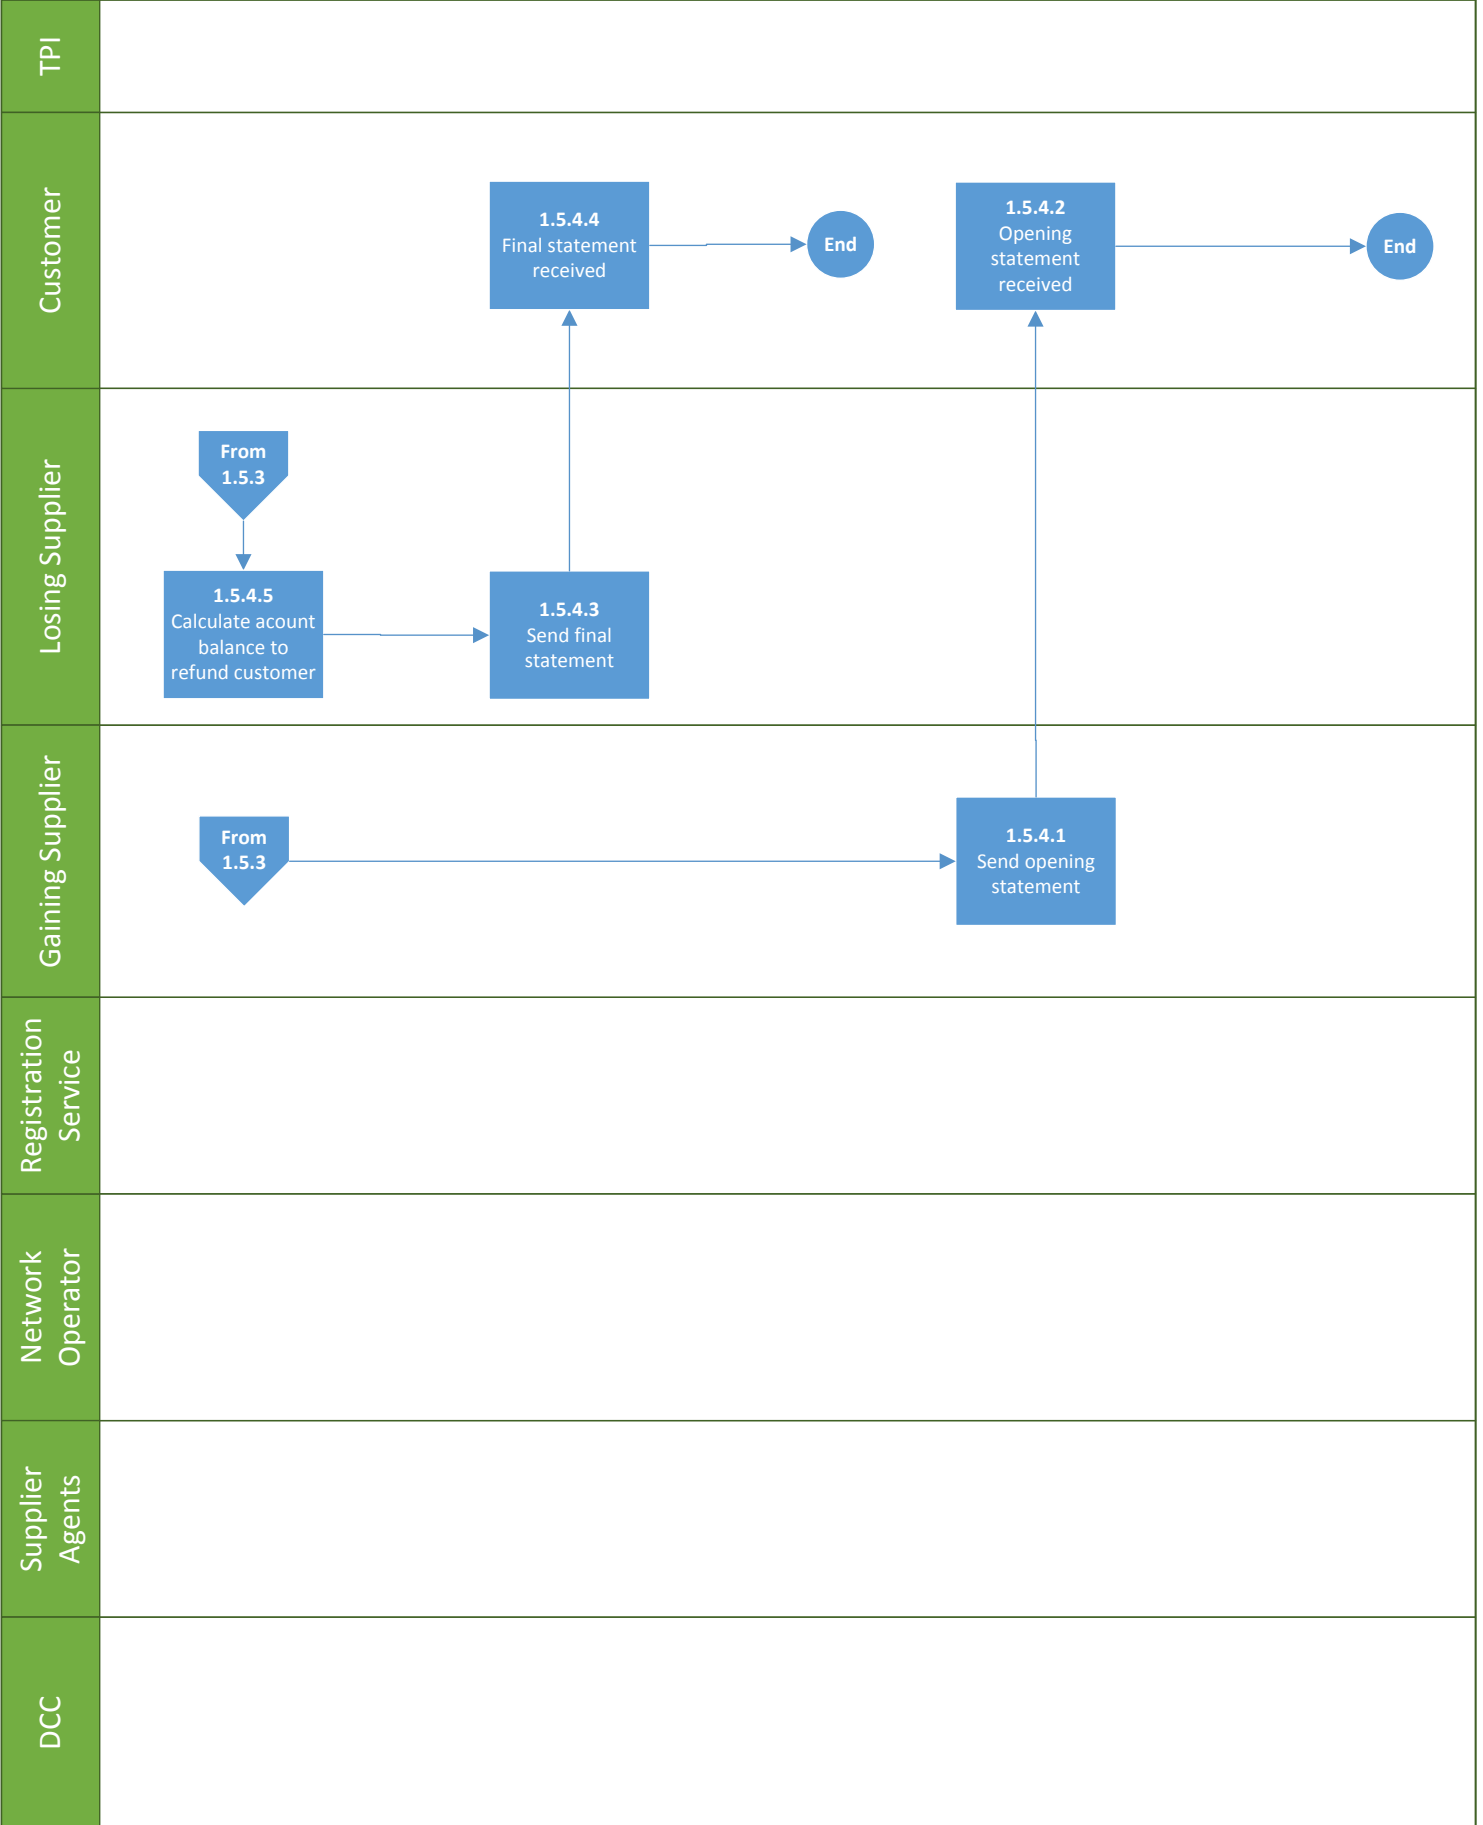 TPI
Customer
1.5.4.4
Final statement
received
End
1.5.4.2
Opening
statement
received
End
Losing Supplier
From
1.5.3
1.5.4.5
Calculate acount
balance to
refund customer
1.5.4.3
Send final
statement
Gaining Supplier
From
1.5.3
1.5.4.1
Send opening
statement
Registration
Service
Network
Operator
Supplier
Agents
DCC